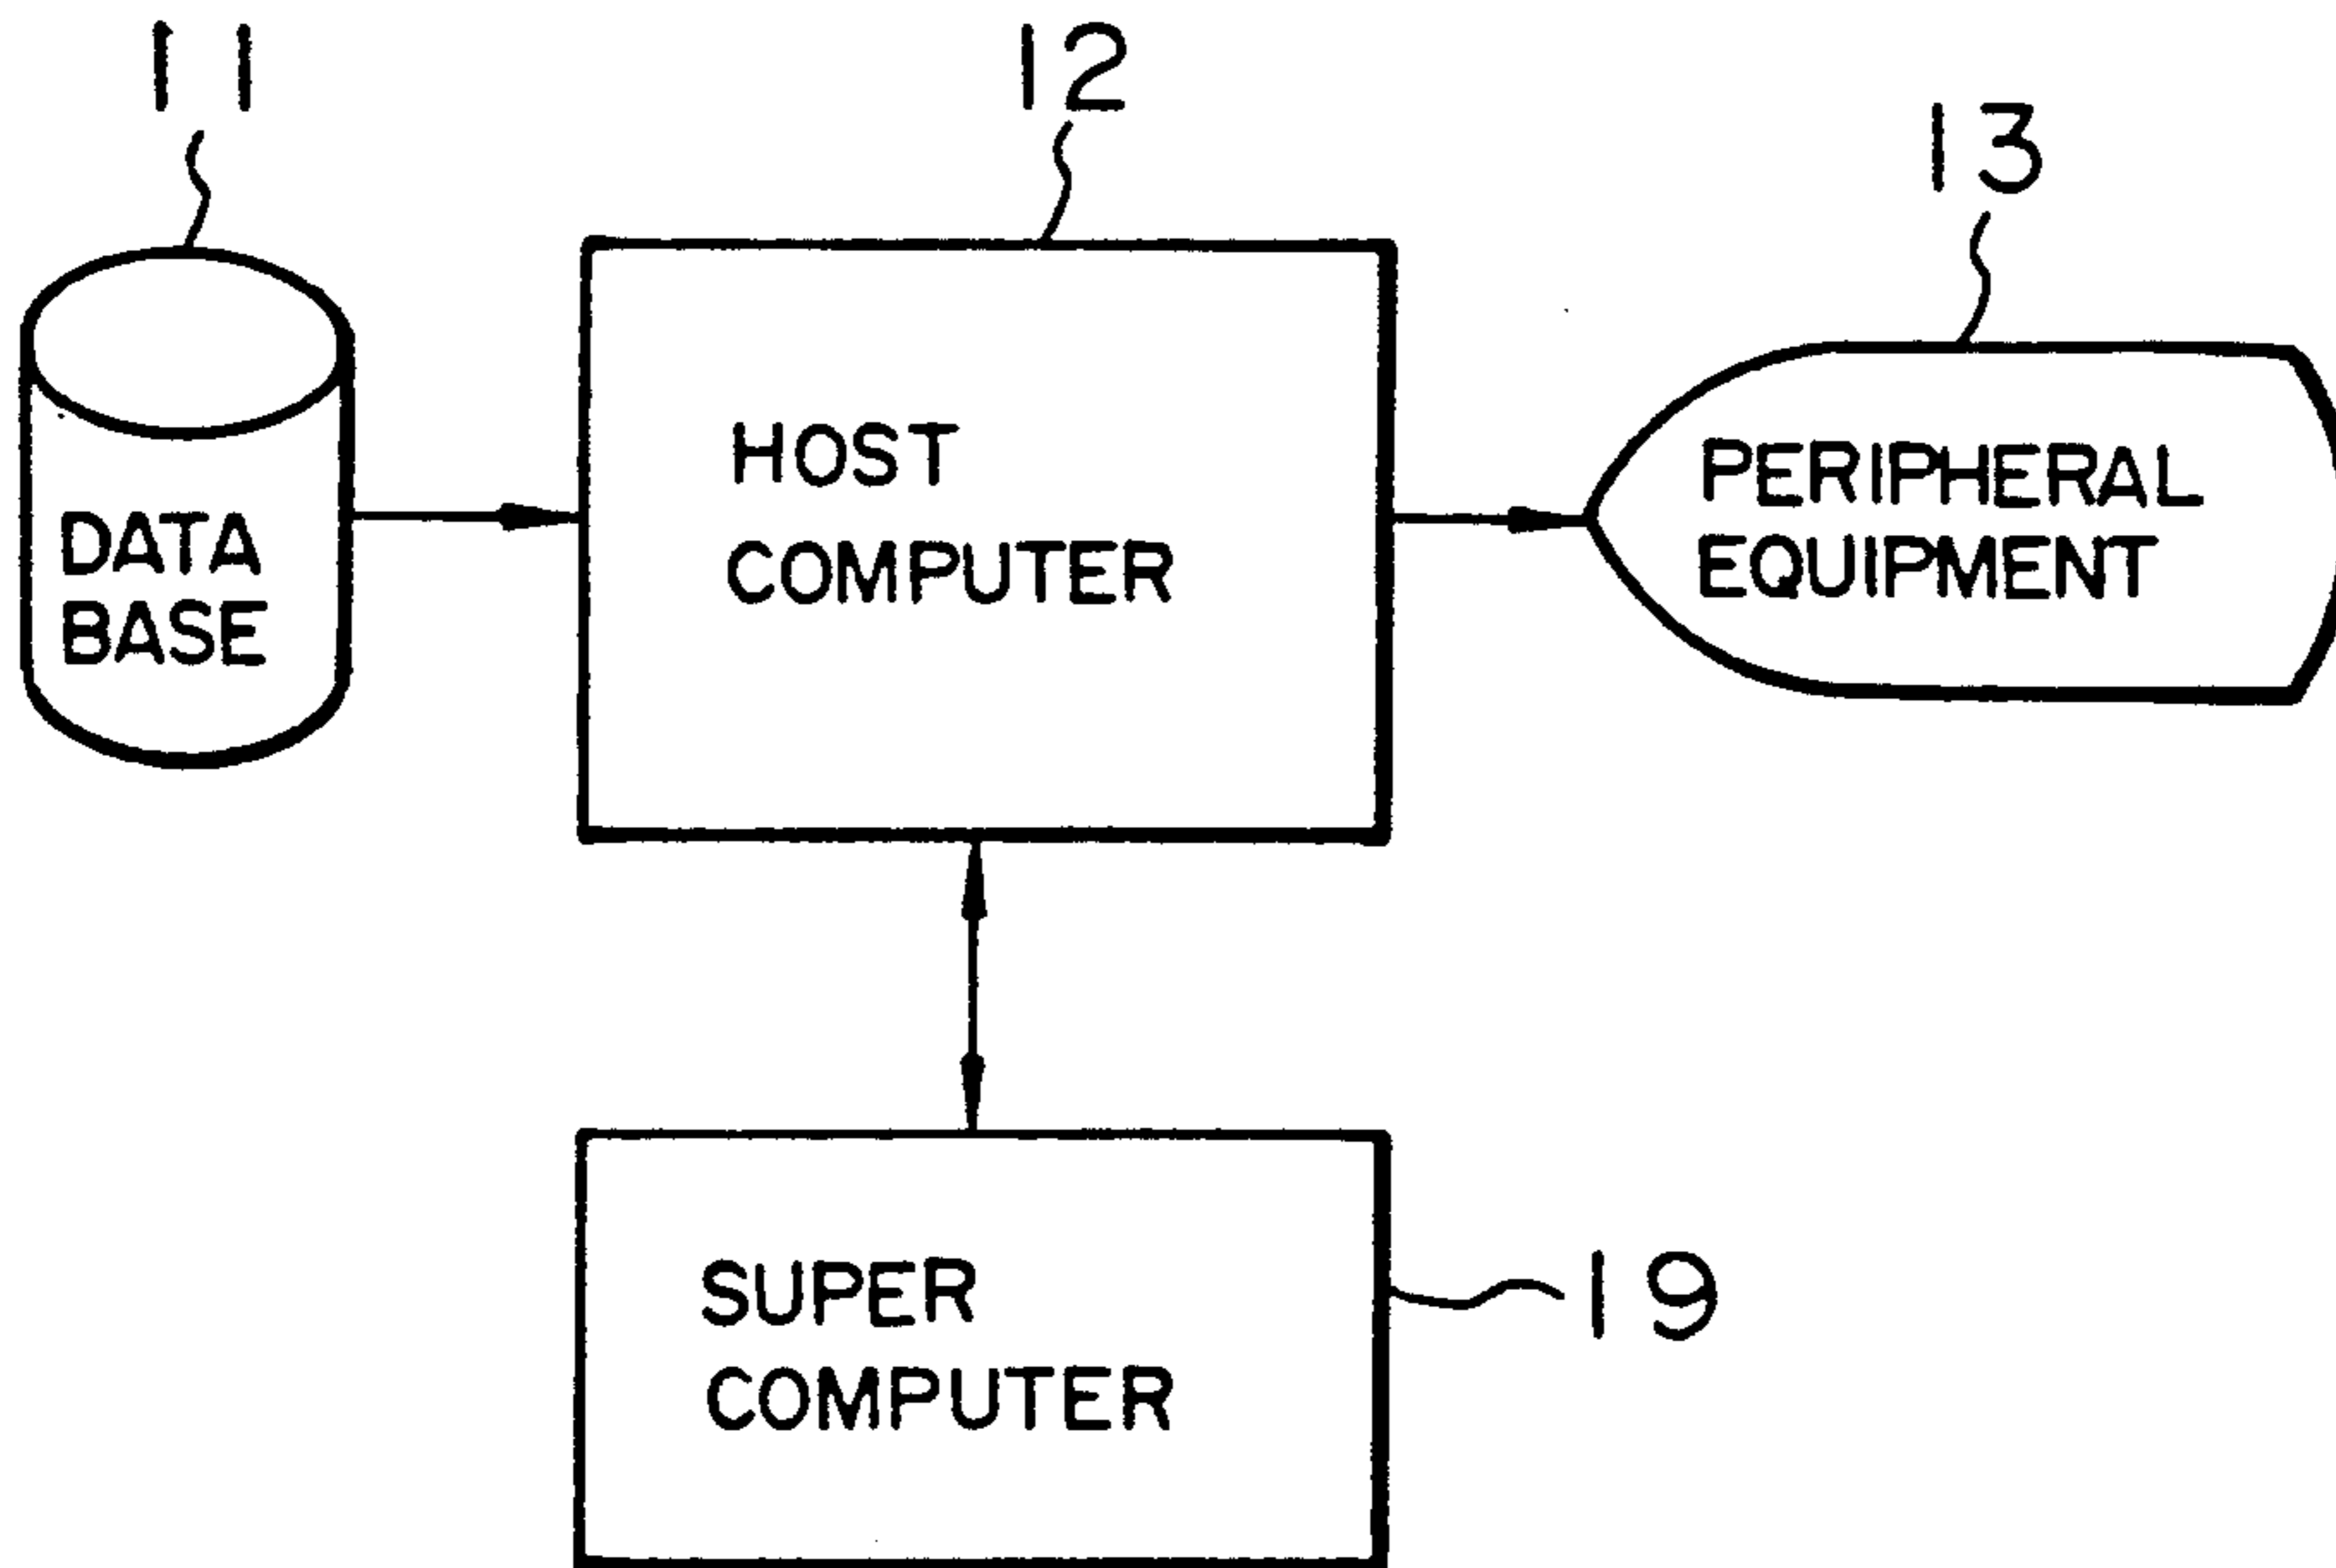 11
12
13
HOST
COMPUTER
PERIPHERAL
EQUIPMENT
DATA
BASE
SUPER
COMPUTER
19